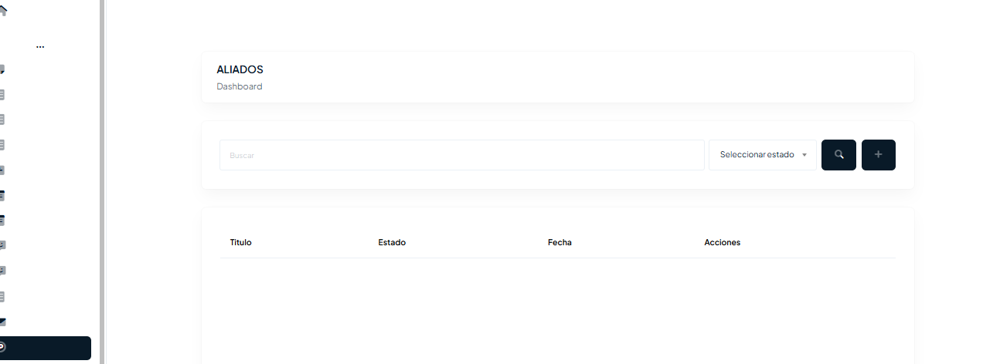 ...
ALIADOS
Dashboard
Buscar
Seleccionar estado
Titulo Estado Fecha Acciones